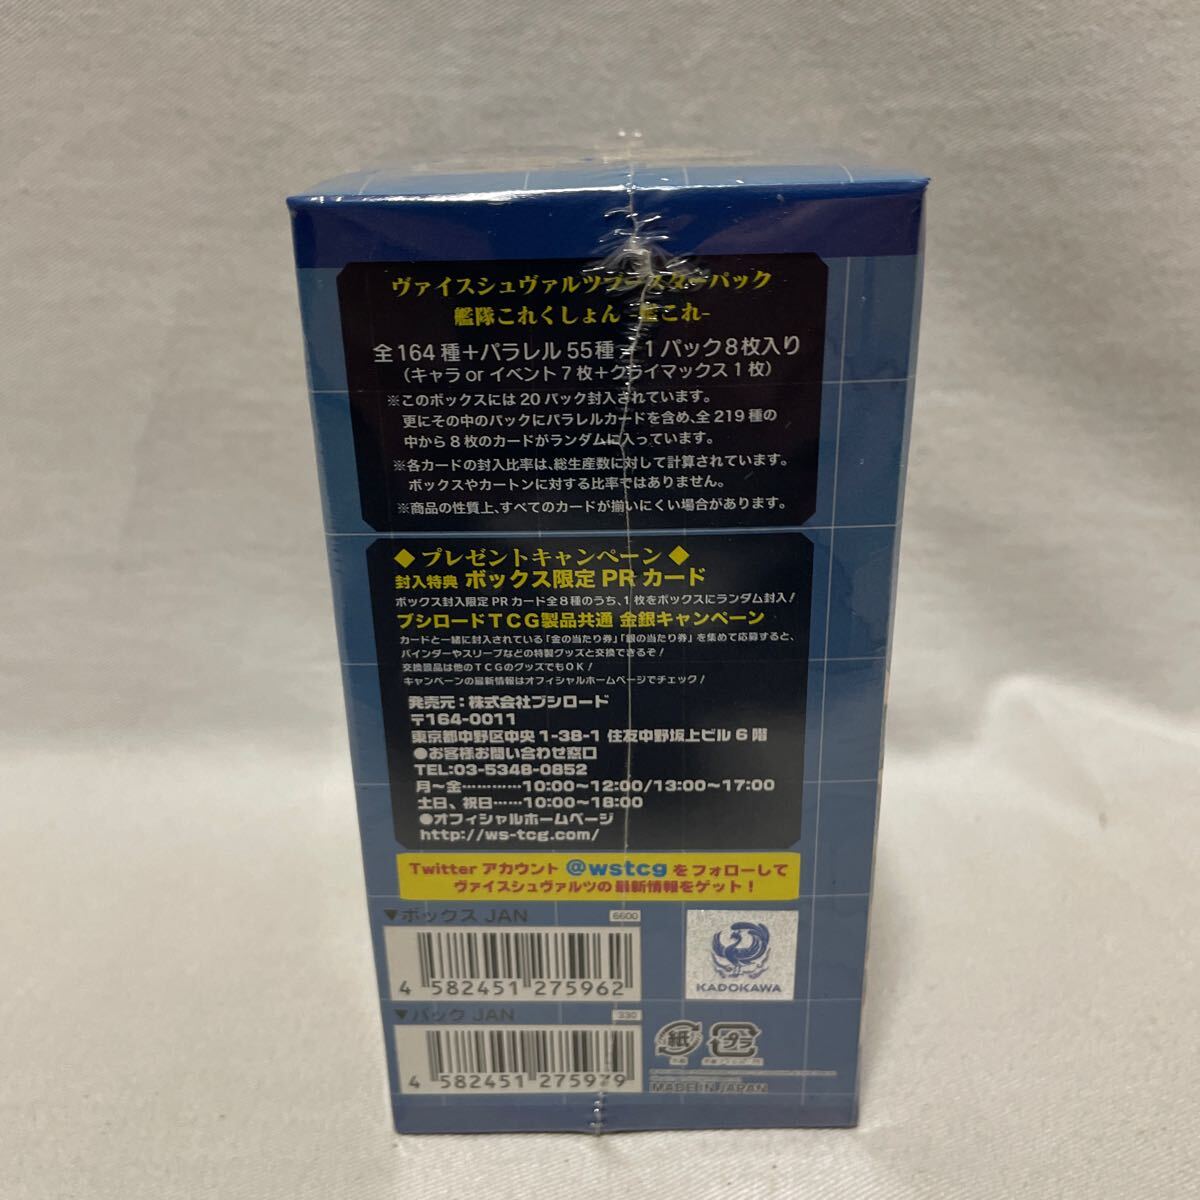 ヴァイスシュヴァルツブースターパック
艦隊これくしょん -艦これ-
全164種＋パラレル55種 1パック8枚入り
（キャラ or イベント7枚＋クライマックス1枚）
※このボックスには20パック封入されています。
更にその中のパックにパラレルカードを含め、全219種の
中から8枚のカードがランダムに入っています。
※各カードの封入比率は、総生産数に対して計算されています。
ボックスやカートンに対する比率ではありません。
※商品の性質上、すべてのカードが揃いにくい場合があります。
◆ プレゼントキャンペーン ◆
封入特典 ボックス限定 PR カード
ボックス封入限定 PR カード全8種のうち、1枚をボックスにランダム封入！
ブシロードTCG製品共通 金銀キャンペーン
カードと一緒に封入されている「金の当たり券」「銀の当たり券」を集めて応募すると、
バインダーやスリーブなどの特製グッズと交換できるぞ！
交換景品は他のTCGのグッズでもOK！
キャンペーンの最新情報はオフィシャルホームページでチェック！
発売元：株式会社ブシロード
〒164-0011
東京都中野区中央1-38-1 住友中野坂上ビル6階
●お客様お問い合わせ窓口
TEL:03-5348-0852
月～金…………10:00～12:00/13:00～17:00
土日、祝日……10:00～18:00
●オフィシャルホームページ
http://ws-tcg.com/
Twitter アカウント @wstcg をフォローして
ヴァイスシュヴァルツの最新情報をゲット！
▼ボックス JAN 6600
4 582451 275962
KADOKAWA
▼パック JAN 330
4 582451 275979
紙 プラ
MADE IN JAPAN